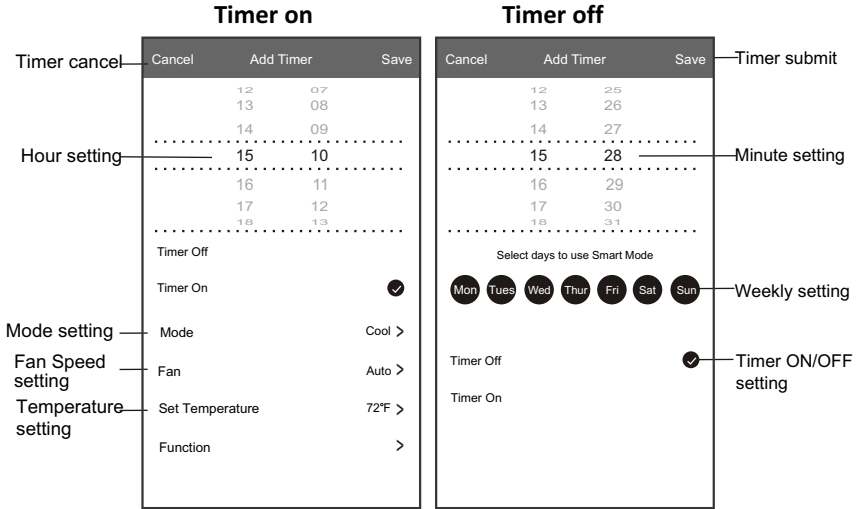 Timer on
Timer off
Timer cancel
Cancel Add Timer Save
12 07
13 08
14 09
15 10
16 11
17 12
18 13
Timer Off
Timer On
Mode Cool >
Fan Auto >
Set Temperature 72°F >
Function >
Hour setting
Mode setting
Fan Speed
setting
Temperature
setting
Cancel Add Timer Save
12 25
13 26
14 27
15 28
16 29
17 30
18 31
Select days to use Smart Mode
Mon Tues Wed Thur Fri Sat Sun
Timer Off
Timer On
Timer submit
Minute setting
Weekly setting
Timer ON/OFF
setting